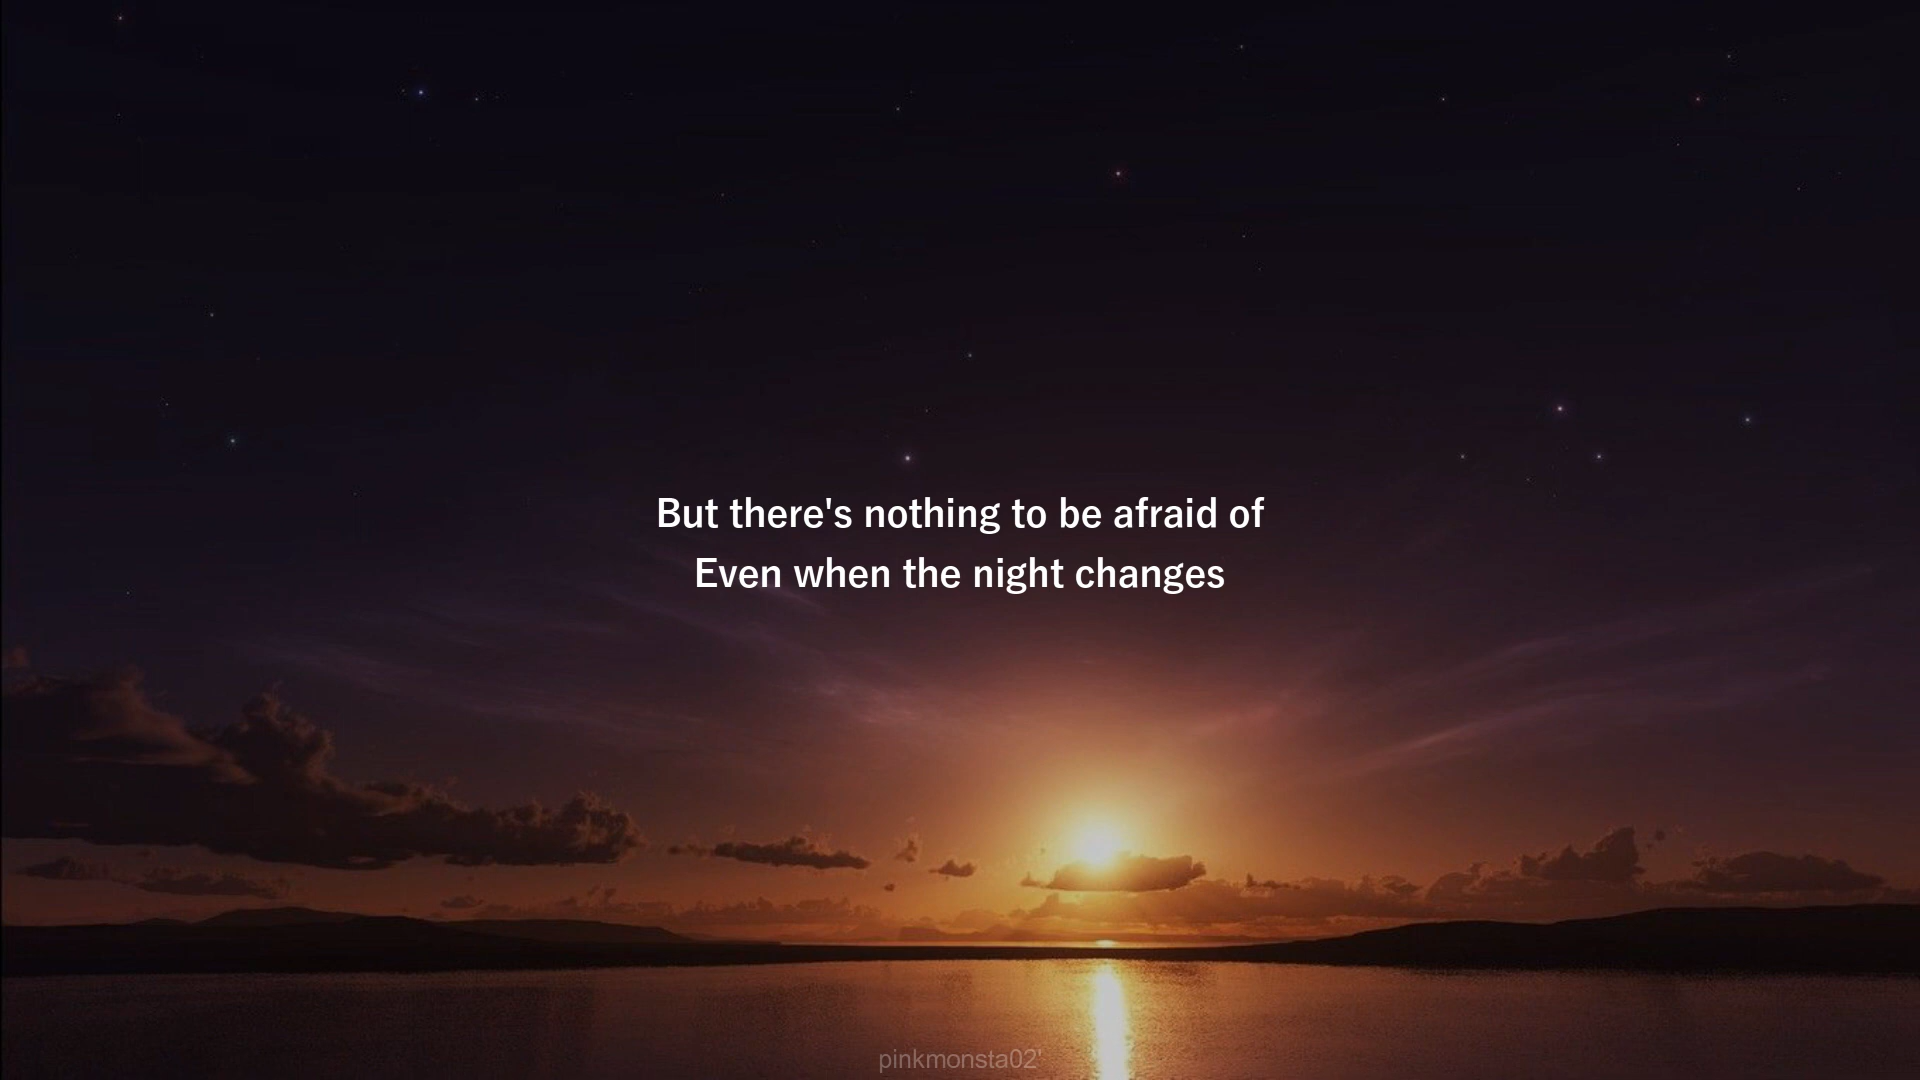 But there's nothing to be afraid of
Even when the night changes
pinkmonsta02'